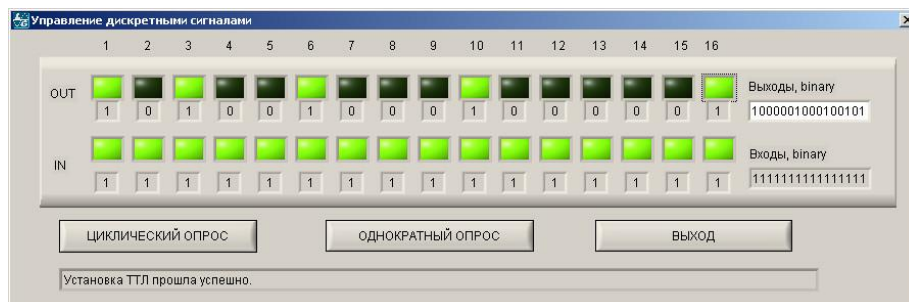 Управление дискретными сигналами
1 2 3 4 5 6 7 8 9 10 11 12 13 14 15 16
OUT
Выходы, binary
1 0 1 0 0 1 0 0 0 1 0 0 0 0 0 1
1000001000100101
IN
Входы, binary
1 1 1 1 1 1 1 1 1 1 1 1 1 1 1 1
1111111111111111
ЦИКЛИЧЕСКИЙ ОПРОС ОДНОКРАТНЫЙ ОПРОС ВЫХОД
Установка ТТЛ прошла успешно.